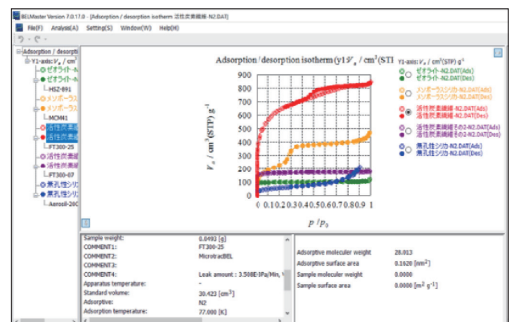 BELMaster Version 7.0.17.0 - [Adsorption / desorption isotherm 活性炭素繊維-N2.DAT]
File(F) Analysis(A) Setting(S) Window(W) Help(H)
Adsorption / desorpti
Y1-axis:Va / cm³
ゼオライト-N
ゼオライト-N
HSZ-891
メソポーラス
メソポーラス
MCM41
活性炭素繊
活性炭素繊
FT300-25
活性炭素繊
活性炭素繊
FT300-07
無孔性シリ
無孔性シリ
Aerosil-200
Adsorption / desorption isotherm (y1:Va / cm³(STI
Va / cm³(STP) g⁻¹
900
800
700
600
500
400
300
200
100
0
0 0.1 0.2 0.3 0.4 0.5 0.6 0.7 0.8 0.9 1
p / p0
Y1-axis:Va / cm³(STP) g⁻¹
ゼオライト-N2.DAT(Ads)
ゼオライト-N2.DAT(Des)
メソポーラスシリカ-N2.DAT(Ads)
メソポーラスシリカ-N2.DAT(Des)
活性炭素繊維-N2.DAT(Ads)
活性炭素繊維-N2.DAT(Des)
活性炭素繊維その2-N2.DAT(Ads)
活性炭素繊維その2-N2.DAT(Des)
無孔性シリカ-N2.DAT(Ads)
無孔性シリカ-N2.DAT(Des)
Sample weight: 0.0493 [g]
COMMENT1: FT300-25
COMMENT2: MicrotracBEL
COMMENT3:
COMMENT4: Leak amount : 3.508E-3Pa/Min,
Apparatus temperature: -
Standard volume: 20.423 [cm³]
Adsorptive: N2
Adsorption temperature: 77.000 [K]
Adsorptive moleculer weight 28.013
Adsorptive surface area 0.1620 [nm²]
Sample moleculer weight 0.0000
Sample surface area 0.0000 [m² g⁻¹]